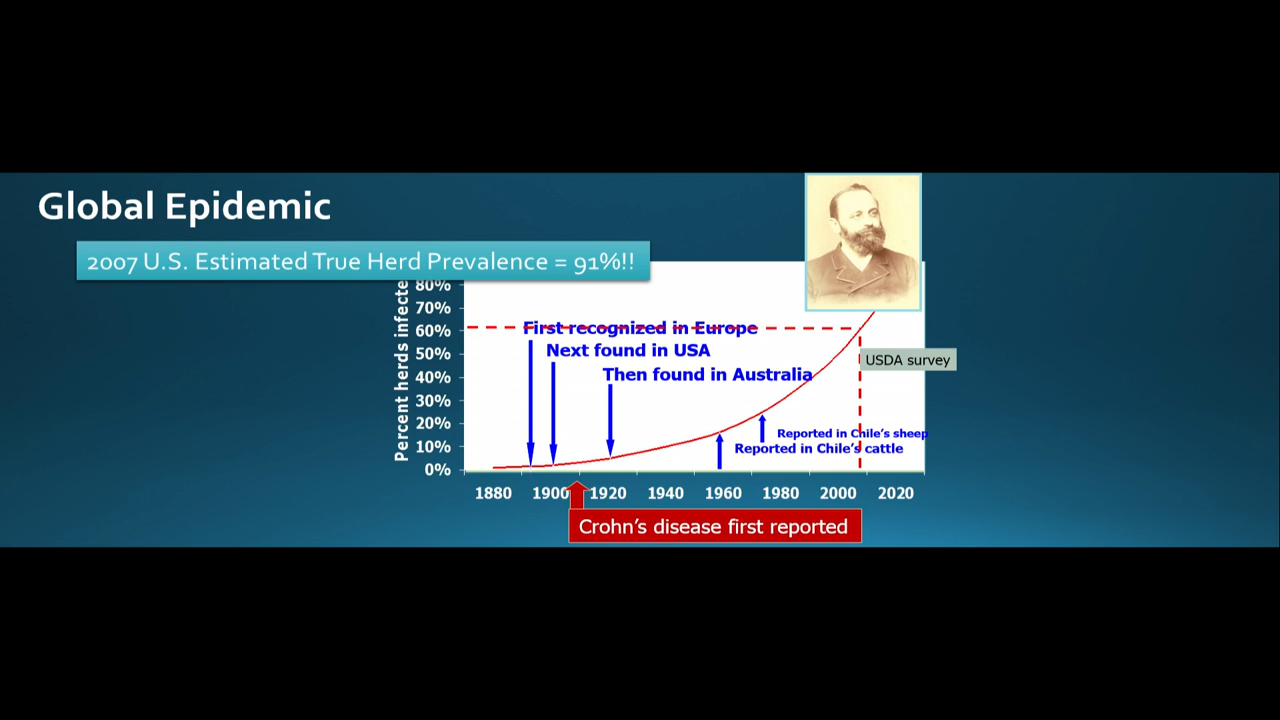 Global Epidemic
2007 U.S. Estimated True Herd Prevalence = 91%!!
Percent herds infecte
80%
70%
60%
50%
40%
30%
20%
10%
0%
First recognized in Europe
Next found in USA
Then found in Australia
USDA survey
Reported in Chile's sheep
Reported in Chile's cattle
1880 1900 1920 1940 1960 1980 2000 2020
Crohn's disease first reported